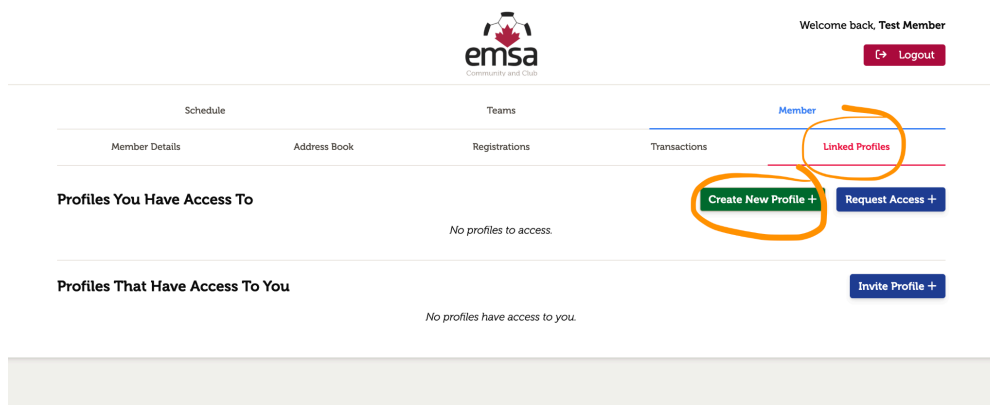 Welcome back, Test Member
emsa
Community and Club
Logout
Schedule Teams Member
Member Details Address Book Registrations Transactions Linked Profiles
Profiles You Have Access To Create New Profile + Request Access +
No profiles to access.
Profiles That Have Access To You Invite Profile +
No profiles have access to you.